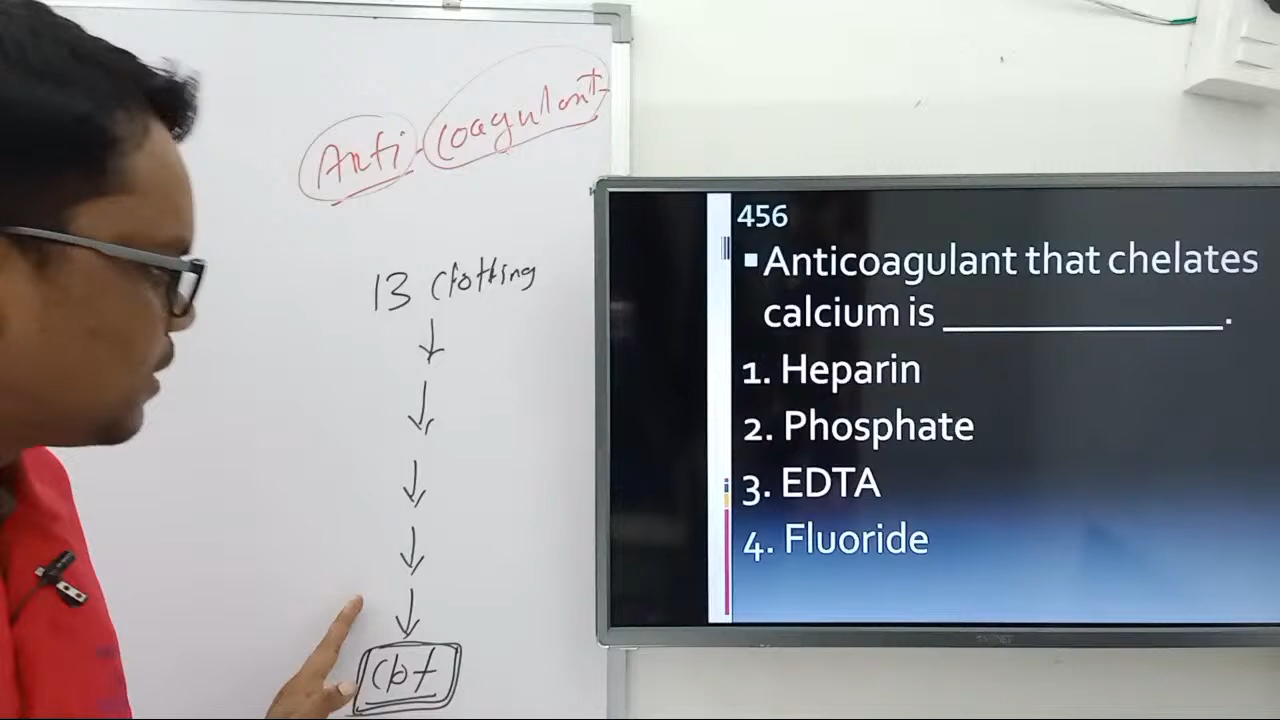 Anti-coagulant
13 clotting
clot
456
▪Anticoagulant that chelates
calcium is _______________.
1. Heparin
2. Phosphate
3. EDTA
4. Fluoride